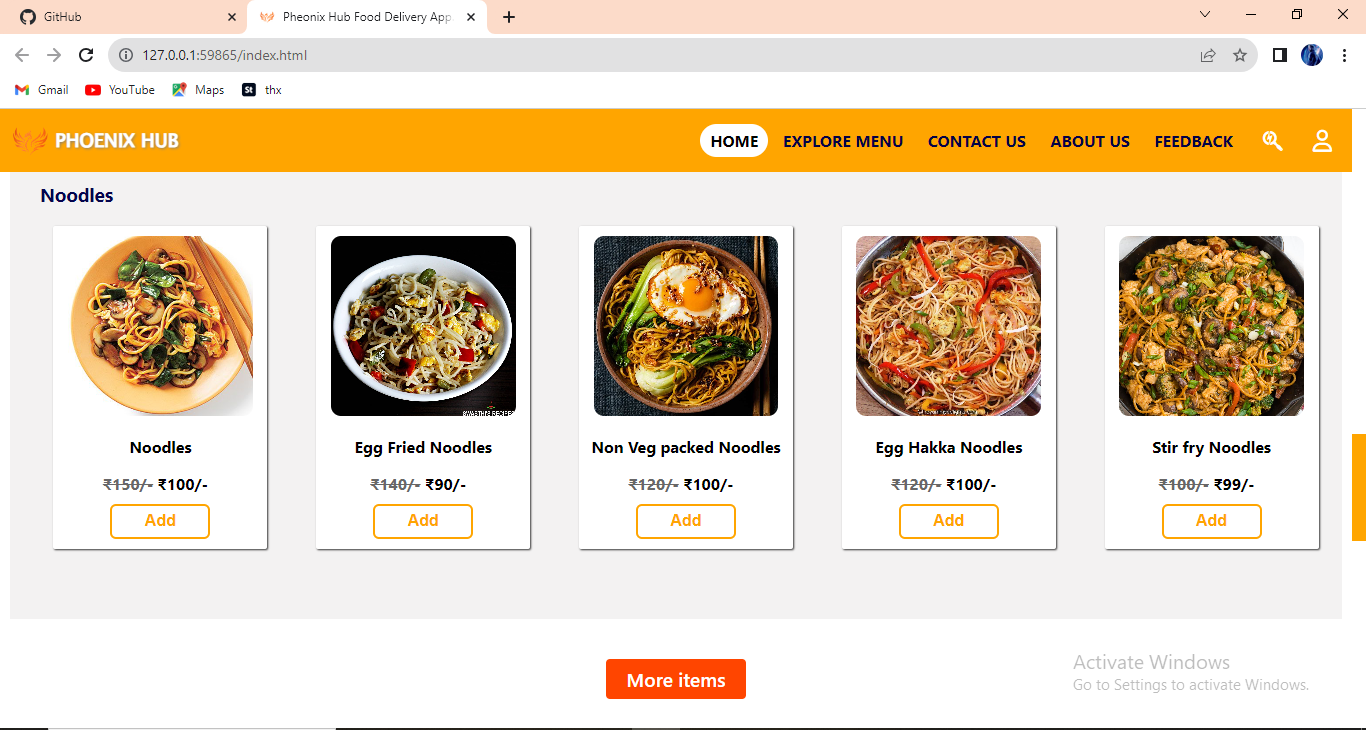 GitHub
Pheonix Hub Food Delivery App
127.0.0.1:59865/index.html
Gmail
YouTube
Maps
St
thx
PHOENIX HUB
HOME
EXPLORE MENU
CONTACT US
ABOUT US
FEEDBACK
Noodles
SWASTHI'S RECIPES
Noodles
Egg Fried Noodles
Non Veg packed Noodles
Egg Hakka Noodles
Stir fry Noodles
₹150/- ₹100/-
₹140/- ₹90/-
₹120/- ₹100/-
₹120/- ₹100/-
₹100/- ₹99/-
Add
Add
Add
Add
Add
More items
Activate Windows
Go to Settings to activate Windows.